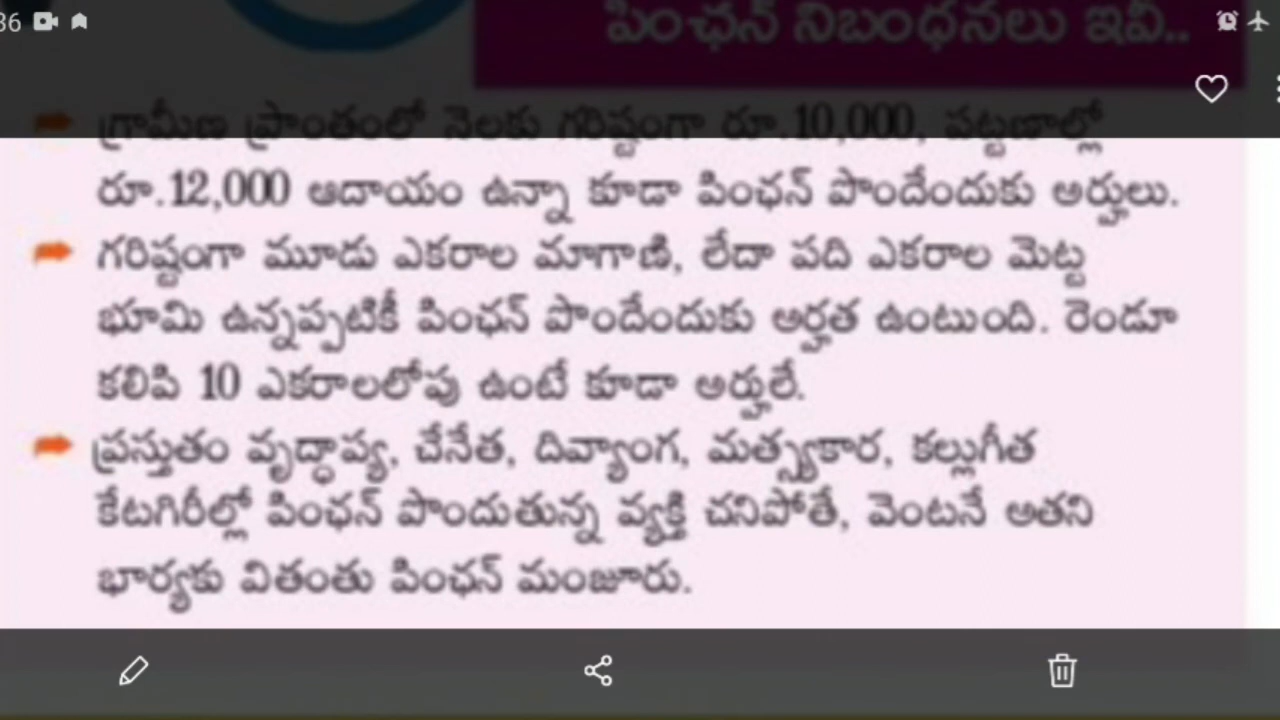 36
పింఛన్ నిబంధనలు ఇవీ..
గ్రామీణ ప్రాంతంలో నెలకు గరిష్టంగా రూ.10,000, పట్టణాల్లో
రూ.12,000 ఆదాయం ఉన్నా కూడా పింఛన్ పొందేందుకు అర్హులు.
గరిష్టంగా మూడు ఎకరాల మాగాణి, లేదా పది ఎకరాల మెట్ట
భూమి ఉన్నప్పటికీ పింఛన్ పొందేందుకు అర్హత ఉంటుంది. రెండూ
కలిపి 10 ఎకరాలలోపు ఉంటే కూడా అర్హులే.
ప్రస్తుతం వృద్ధాప్య, చేనేత, దివ్యాంగ, మత్స్యకార, కల్లుగీత
కేటగిరీల్లో పింఛన్ పొందుతున్న వ్యక్తి చనిపోతే, వెంటనే అతని
భార్యకు వితంతు పింఛన్ మంజూరు.